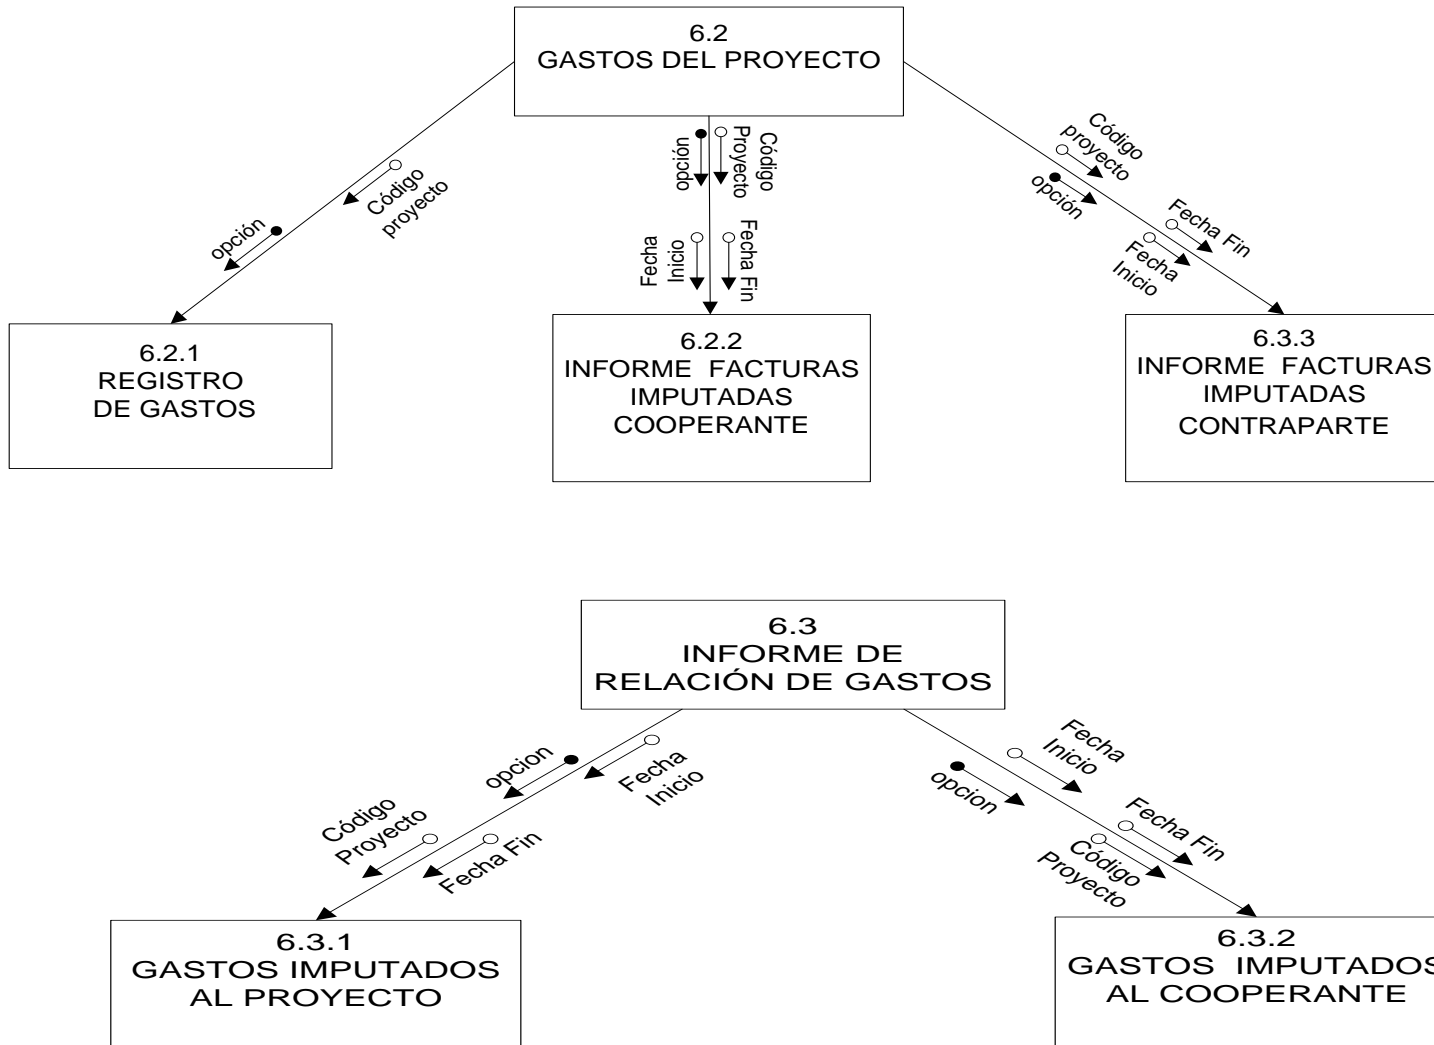 6.2
GASTOS DEL PROYECTO
opción
Código
proyecto
opción
Código
Proyecto
Fecha
Inicio
Fecha Fin
Código
proyecto
opción
Fecha Fin
Fecha
Inicio
6.2.1
REGISTRO
DE GASTOS
6.2.2
INFORME FACTURAS
IMPUTADAS
COOPERANTE
6.3.3
INFORME FACTURAS
IMPUTADAS
CONTRAPARTE
6.3
INFORME DE
RELACIÓN DE GASTOS
opcion
Fecha
Inicio
Código
Proyecto
Fecha Fin
Fecha
Inicio
opcion
Fecha Fin
Código
Proyecto
6.3.1
GASTOS IMPUTADOS
AL PROYECTO
6.3.2
GASTOS IMPUTADOS
AL COOPERANTE